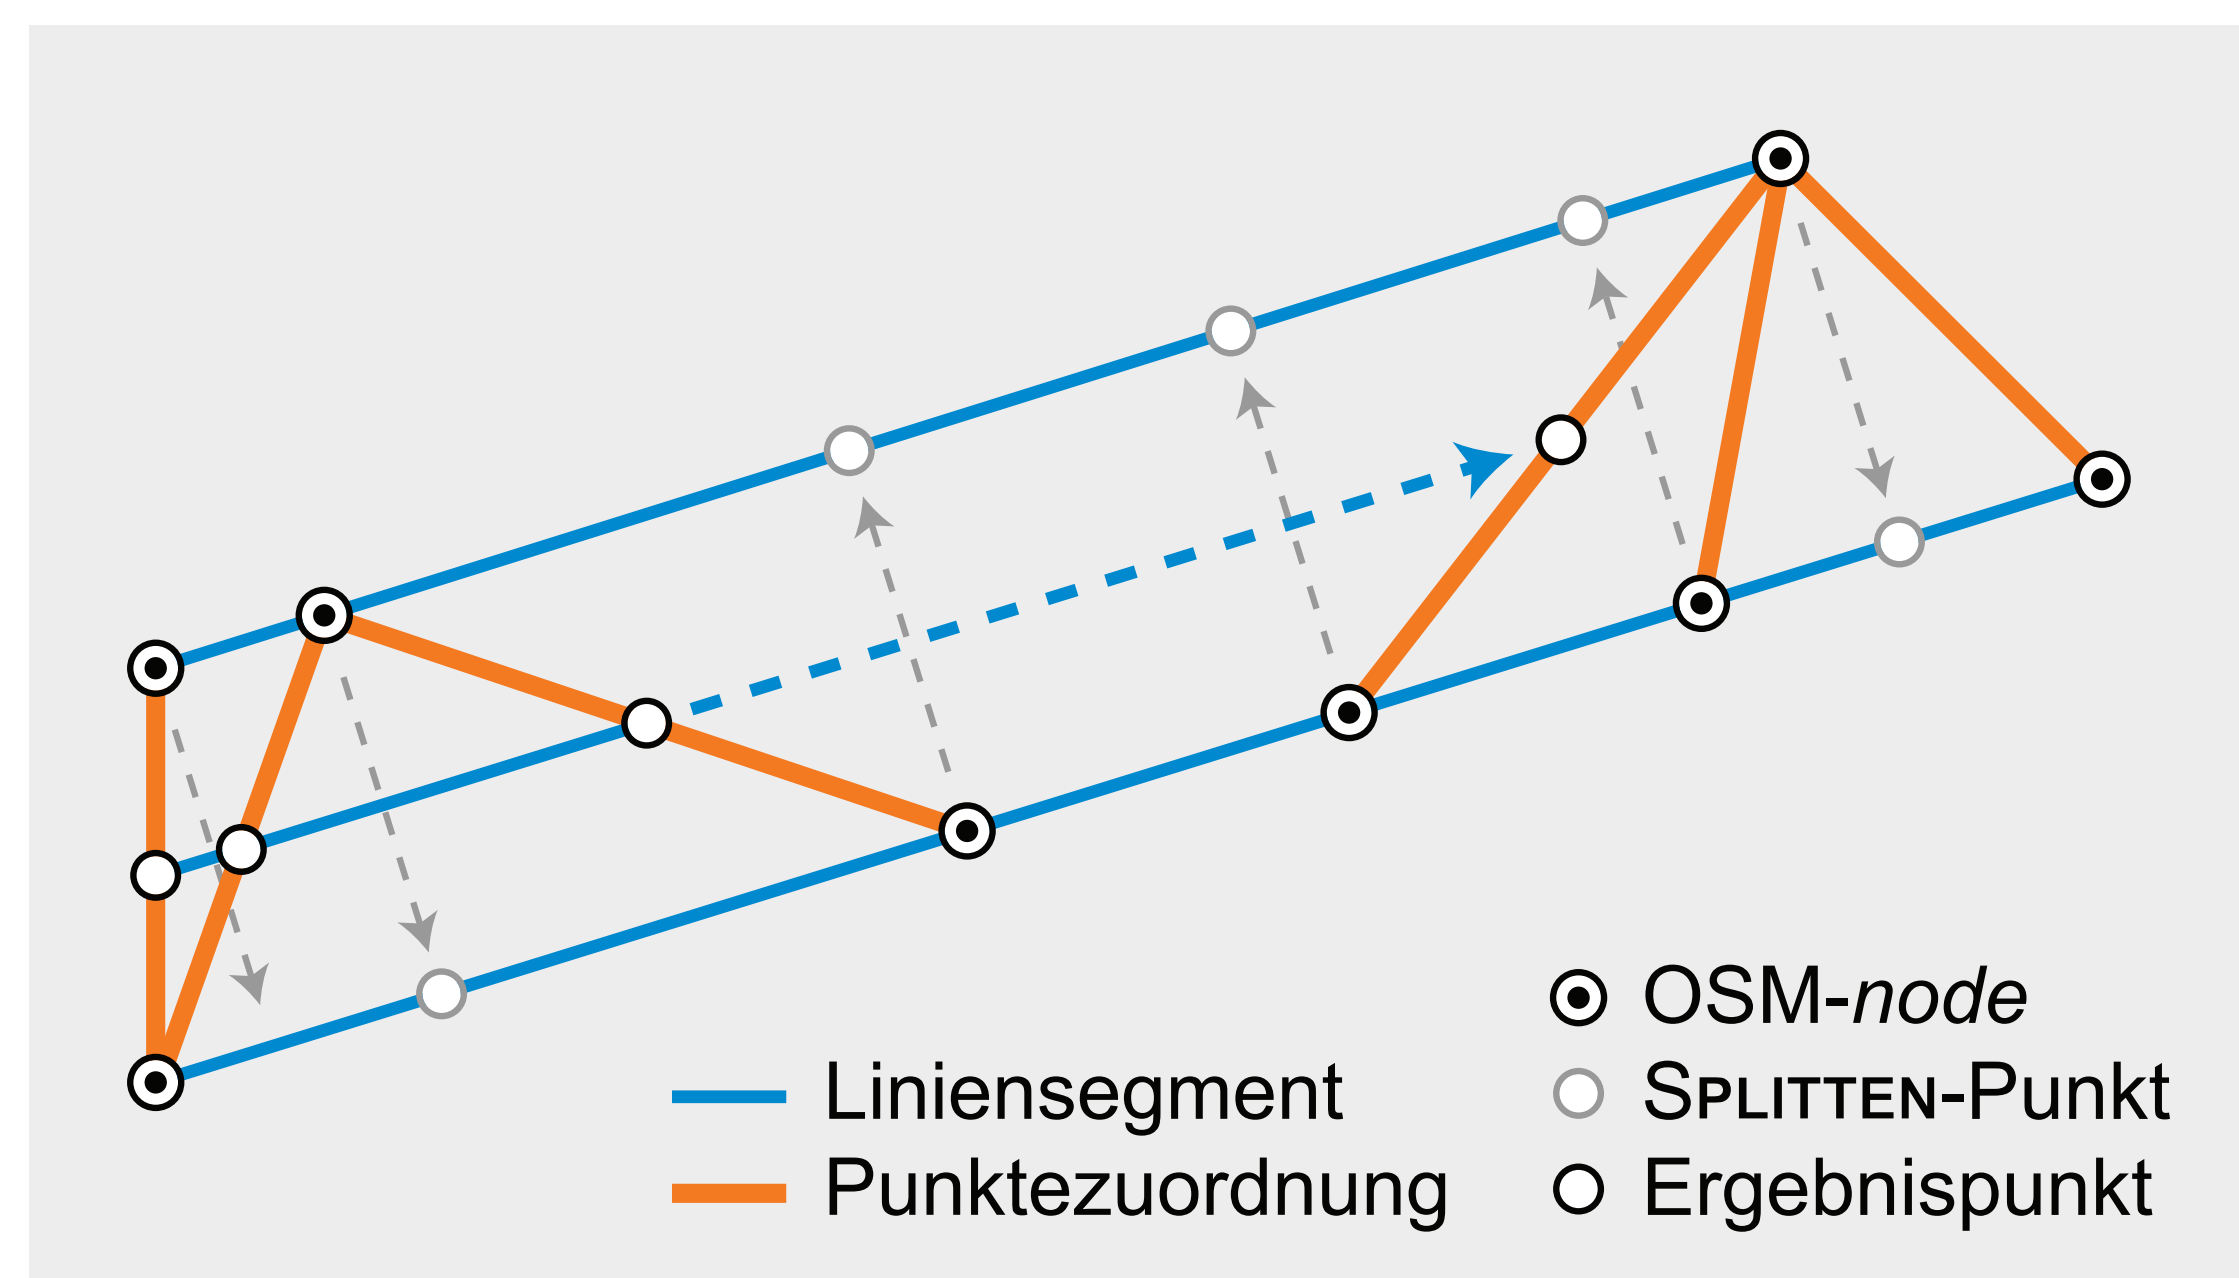 OSM-node
Liniensegment
SPLITTEN-Punkt
Punktezuordnung
Ergebnispunkt